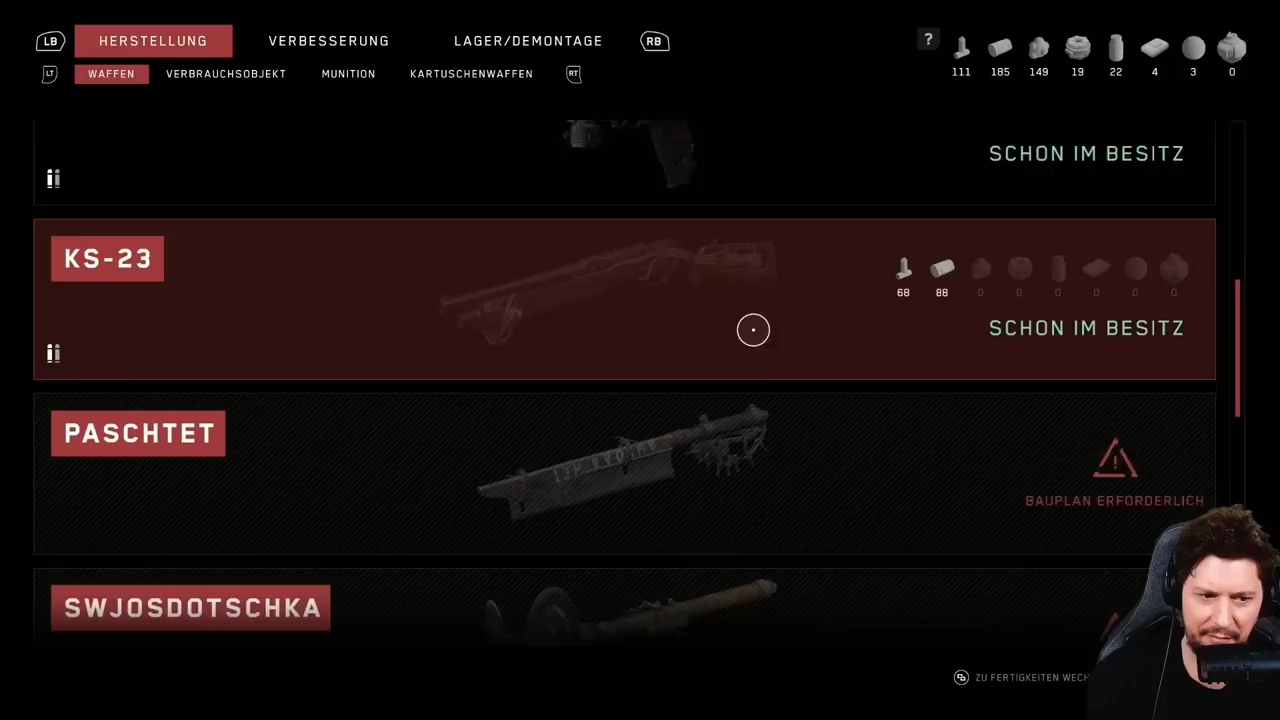 LB HERSTELLUNG VERBESSERUNG LAGER/DEMONTAGE RB ?
111 185 149 19 22 4 3 0
LT WAFFEN VERBRAUCHSOBJEKT MUNITION KARTUSCHENWAFFEN RT
SCHON IM BESITZ
KS-23
68 88 0 0 0 0 0 0
SCHON IM BESITZ
PASCHTET
BAUPLAN ERFORDERLICH
SWJOSDOTSCHKA
ZU FERTIGKEITEN WECH